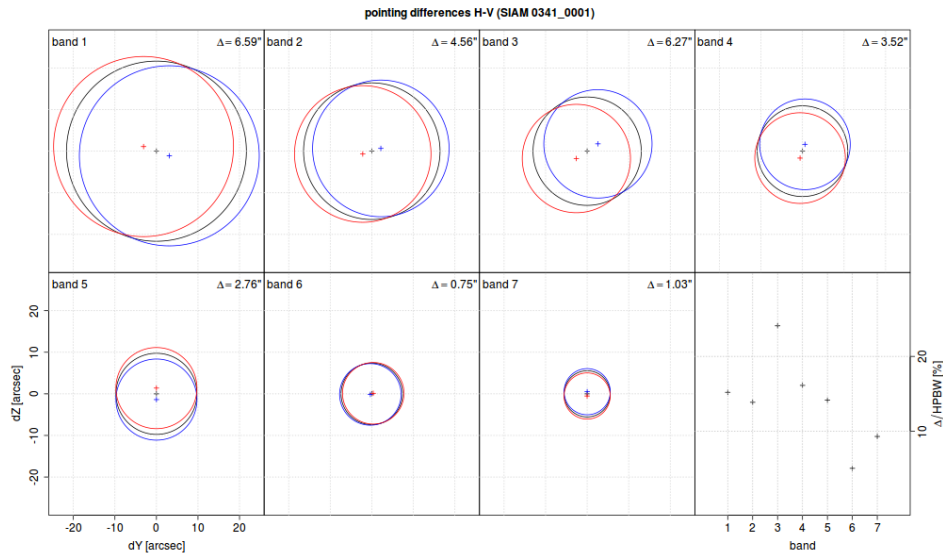 pointing differences H-V (SIAM 0341_0001)
band 1 Δ = 6.59"
band 2 Δ = 4.56"
band 3 Δ = 6.27"
band 4 Δ = 3.52"
band 5 Δ = 2.76"
band 6 Δ = 0.75"
band 7 Δ = 1.03"
20
10
0
-10
-20
dZ [arcsec]
-20 -10 0 10 20
dY [arcsec]
1 2 3 4 5 6 7
band
20
10
Δ/HPBW [%]